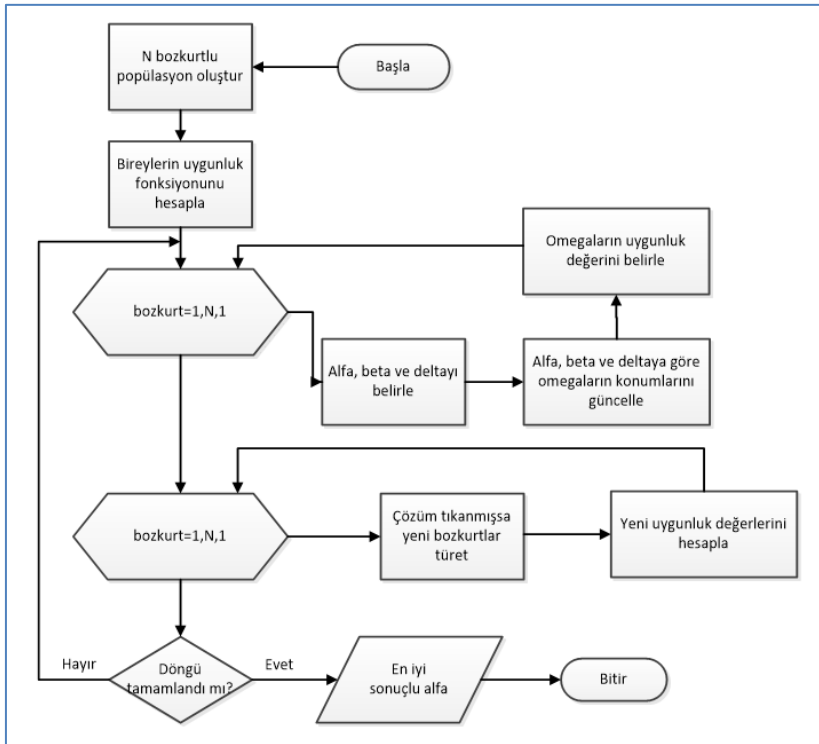 N bozkurtlu
popülasyon oluştur
Başla
Bireylerin uygunluk
fonksiyonunu
hesapla
Omegaların uygunluk
değerini belirle
bozkurt=1,N,1
Alfa, beta ve deltayı
belirle
Alfa, beta ve deltaya göre
omegaların konumlarını
güncelle
bozkurt=1,N,1
Çözüm tıkanmışsa
yeni bozkurtlar
türet
Yeni uygunluk değerlerini
hesapla
Hayır
Döngü
tamamlandı mı?
Evet
En iyi
sonuçlu alfa
Bitir